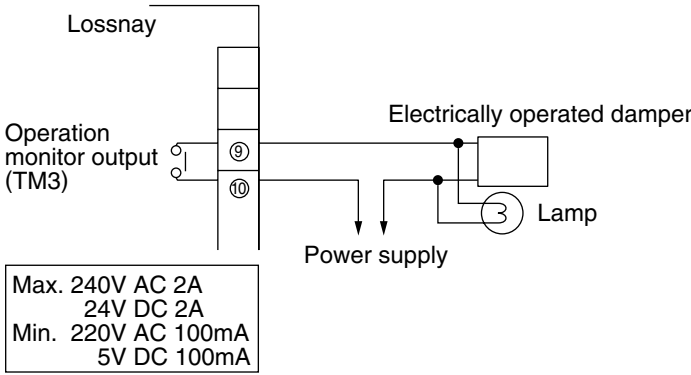 Lossnay
Electrically operated damper
Operation
monitor output
(TM3)
⑨
⑩
Lamp
Power supply
Max. 240V AC 2A
24V DC 2A
Min. 220V AC 100mA
5V DC 100mA